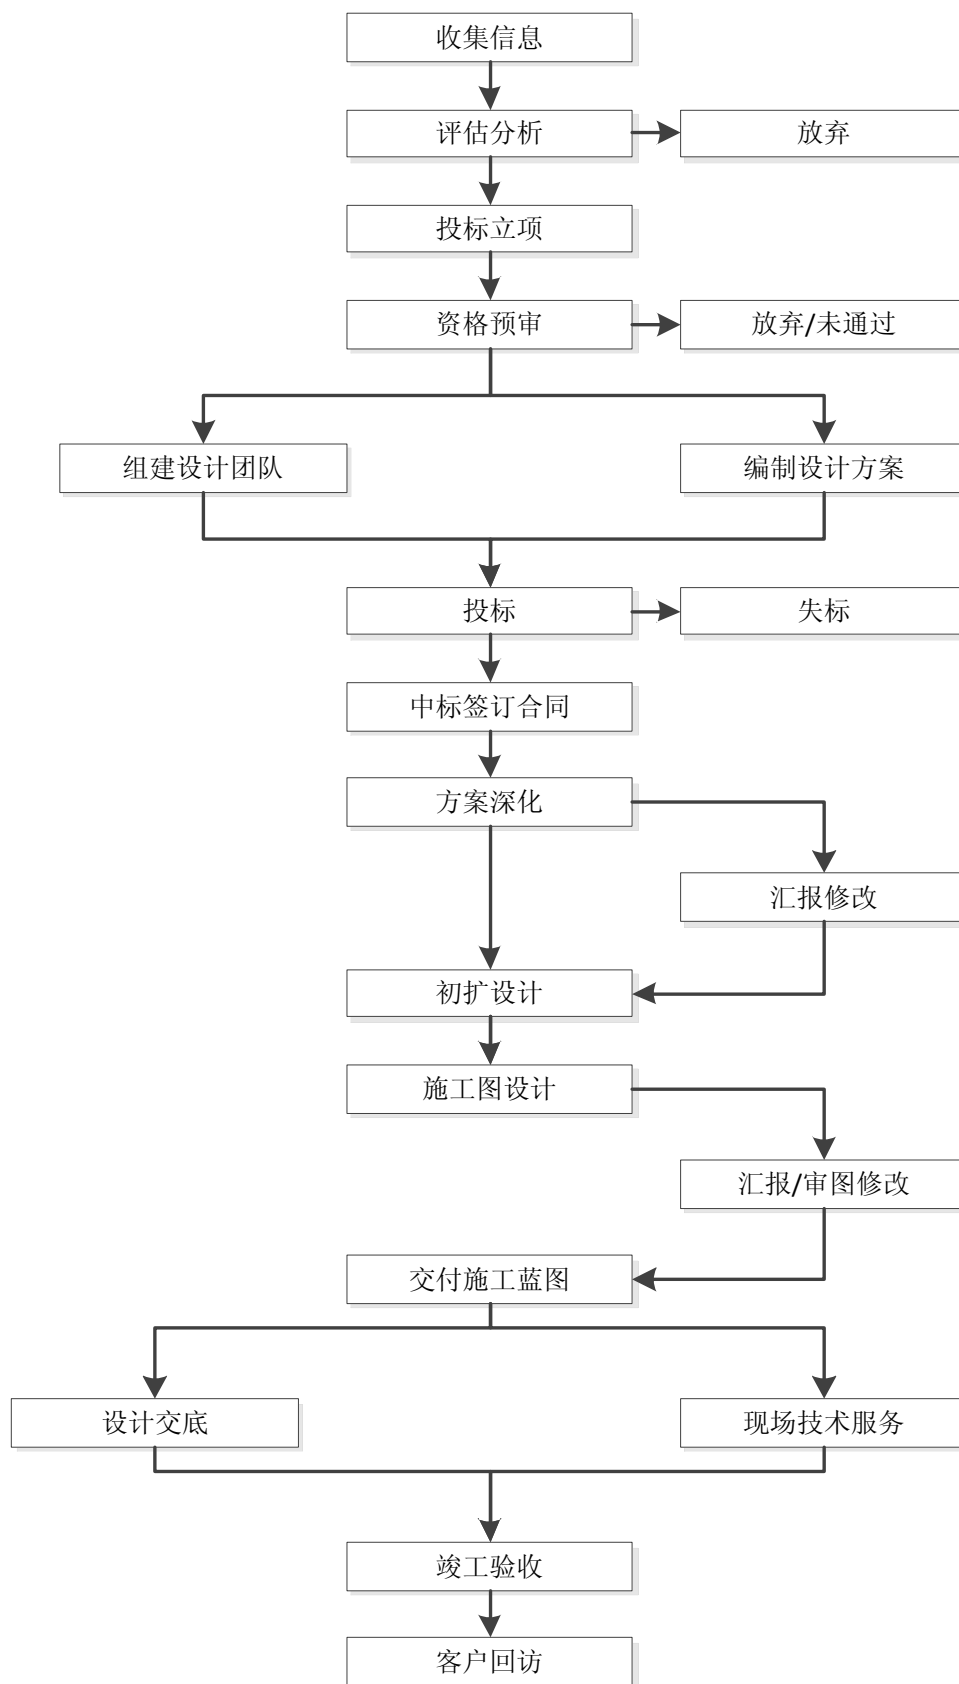 收集信息
评估分析
放弃
投标立项
资格预审
放弃/未通过
组建设计团队
编制设计方案
投标
失标
中标签订合同
方案深化
汇报修改
初扩设计
施工图设计
汇报/审图修改
交付施工蓝图
设计交底
现场技术服务
竣工验收
客户回访